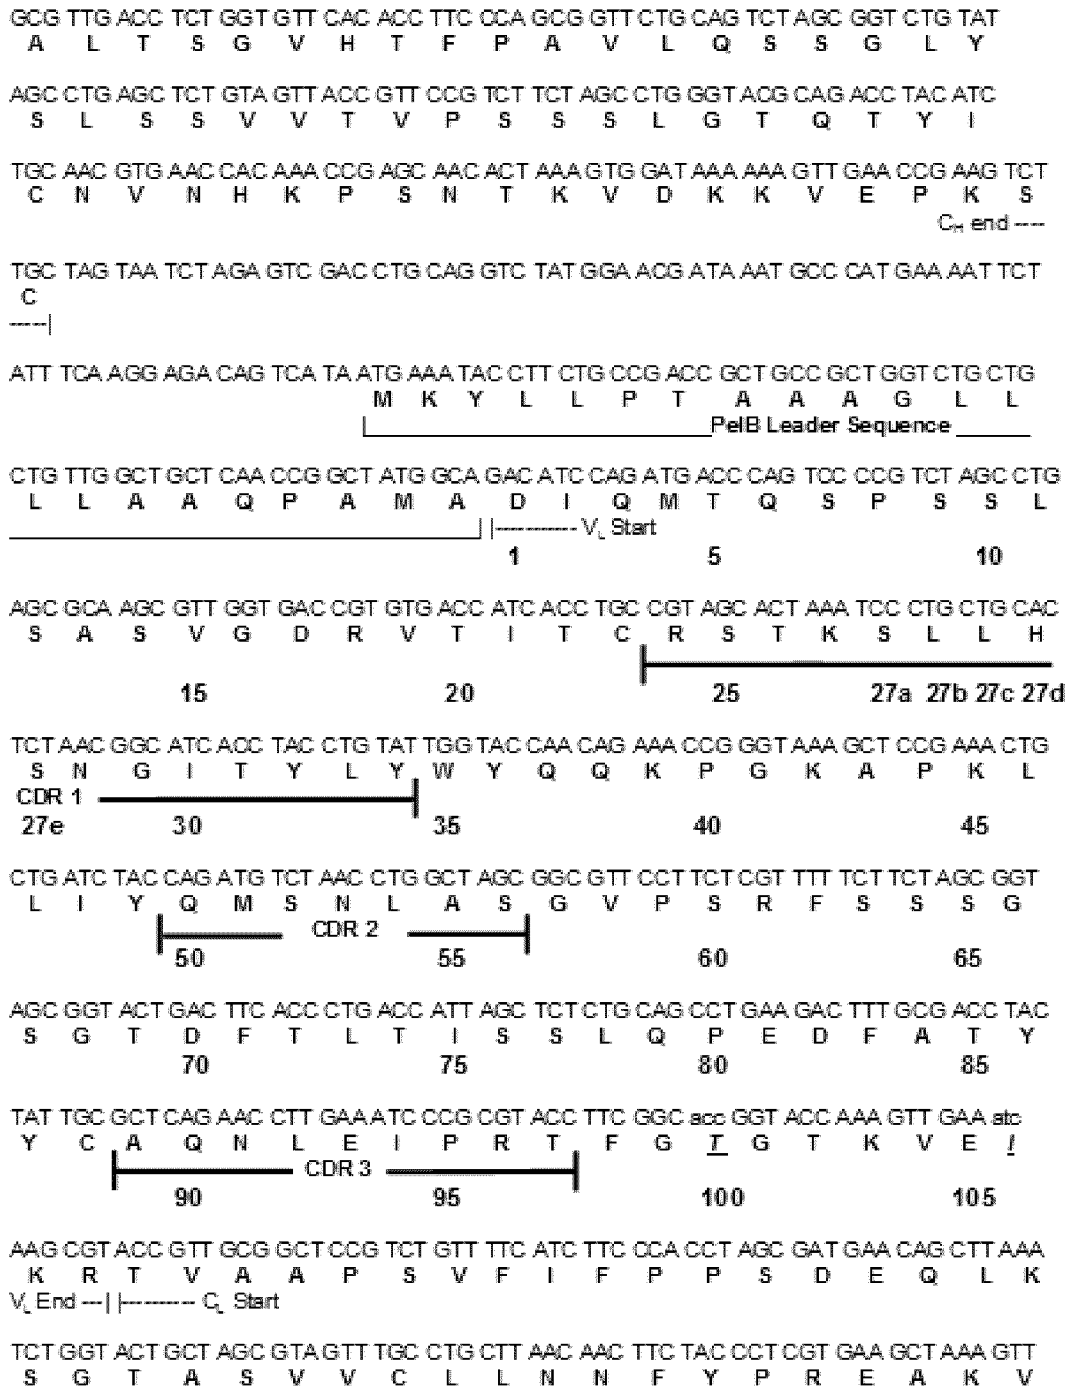 GCG TTG ACC TCT GGT GTT CAC ACC TTC CCA GCG GTT CTG CAG TCT AGC GGT CTG TAT
A L T S G V H T F P A V L Q S S G L Y
AGC CTG AGC TCT GTA GTT ACC GTT CCG TCT TCT AGC CTG GGT ACG CAG ACC TAC ATC
S L S S V V T V P S S S L G T Q T Y I
TGC AAC GTG AAC CAC AAA CCG AGC AAC ACT AAA GTG GAT AAA AAA GTT GAA CCG AAG TCT
C N V N H K P S N T K V D K K V E P K S
CH end ----
TGC TAG TAA TCT AGA GTC GAC CTG CAG GTC TAT GGA ACG ATA AAT GCC CAT GAA AAT TCT
C
-----|
ATT TCA AGG AGA CAG TCA TAA TGA AAT ACC TTC TGC CGA CCG CTG CCG CTG GTC TGC TG
M K Y L L P T A A A G L L
PelB Leader Sequence
CTG TTG GCT GCT CAA CCG GCT ATG GCA GAC ATC CAG ATG ACC CAG TCC CCG TCT AGC CTG
L L A A Q P A M A D I Q M T Q S P S S L
|----------- VL Start
1 5 10
AGC GCA AGC GTT GGT GAC CGT GTG ACC ATC ACC TGC CGT AGC ACT AAA TCC CTG CTG CAC
S A S V G D R V T I T C R S T K S L L H
15 20 25 27a 27b 27c 27d
TCT AAC GGC ATC ACC TAC CTG TAT TGG TAC CAA CAG AAA CCG GGT AAA GCT CCG AAA CTG
S N G I T Y L Y W Y Q Q K P G K A P K L
CDR 1
27e 30 35 40 45
CTG ATC TAC CAG ATG TCT AAC CTG GCT AGC GGC GTT CCT TCT CGT TTT TCT TCT AGC GGT
L I Y Q M S N L A S G V P S R F S S S G
CDR 2
50 55 60 65
AGC GGT ACT GAC TTC ACC CTG ACC ATT AGC TCT CTG CAG CCT GAA GAC TTT GCG ACC TAC
S G T D F T L T I S S L Q P E D F A T Y
70 75 80 85
TAT TGC GCT CAG AAC CTT GAA ATC CCG CGT ACC TTC GGC acc GGT ACC AAA GTT GAA atc
Y C A Q N L E I P R T F G T G T K V E I
CDR 3
90 95 100 105
AAG CGT ACC GTT GCG GCT CCG TCT GTT TTC ATC TTC CCA CCT AGC GAT GAA CAG CTT AAA
K R T V A A P S V F I F P P S D E Q L K
VL End ---| |---------- CL Start
TCT GGT ACT GCT AGC GTA GTT TGC CTG CTT AAC AAC TTC TAC CCT CGT GAA GCT AAA GTT
S G T A S V V C L L N N F Y P R E A K V